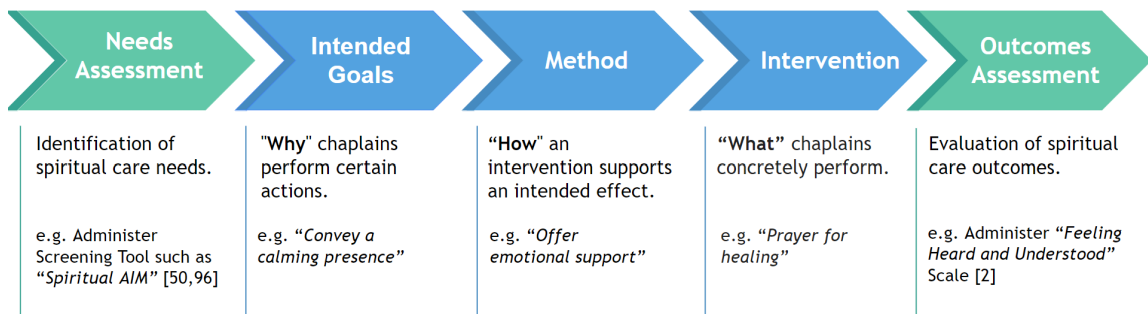 Needs
Assessment
Intended
Goals
Method
Intervention
Outcomes
Assessment
Identification of
spiritual care needs.
e.g. Administer
Screening Tool such as
“Spiritual AIM” [50,96]
"Why" chaplains
perform certain
actions.
e.g. “Convey a
calming presence”
“How" an
intervention supports
an intended effect.
e.g. “Offer
emotional support”
“What” chaplains
concretely perform.
e.g. “Prayer for
healing”
Evaluation of spiritual
care outcomes.
e.g. Administer “Feeling
Heard and Understood”
Scale [2]